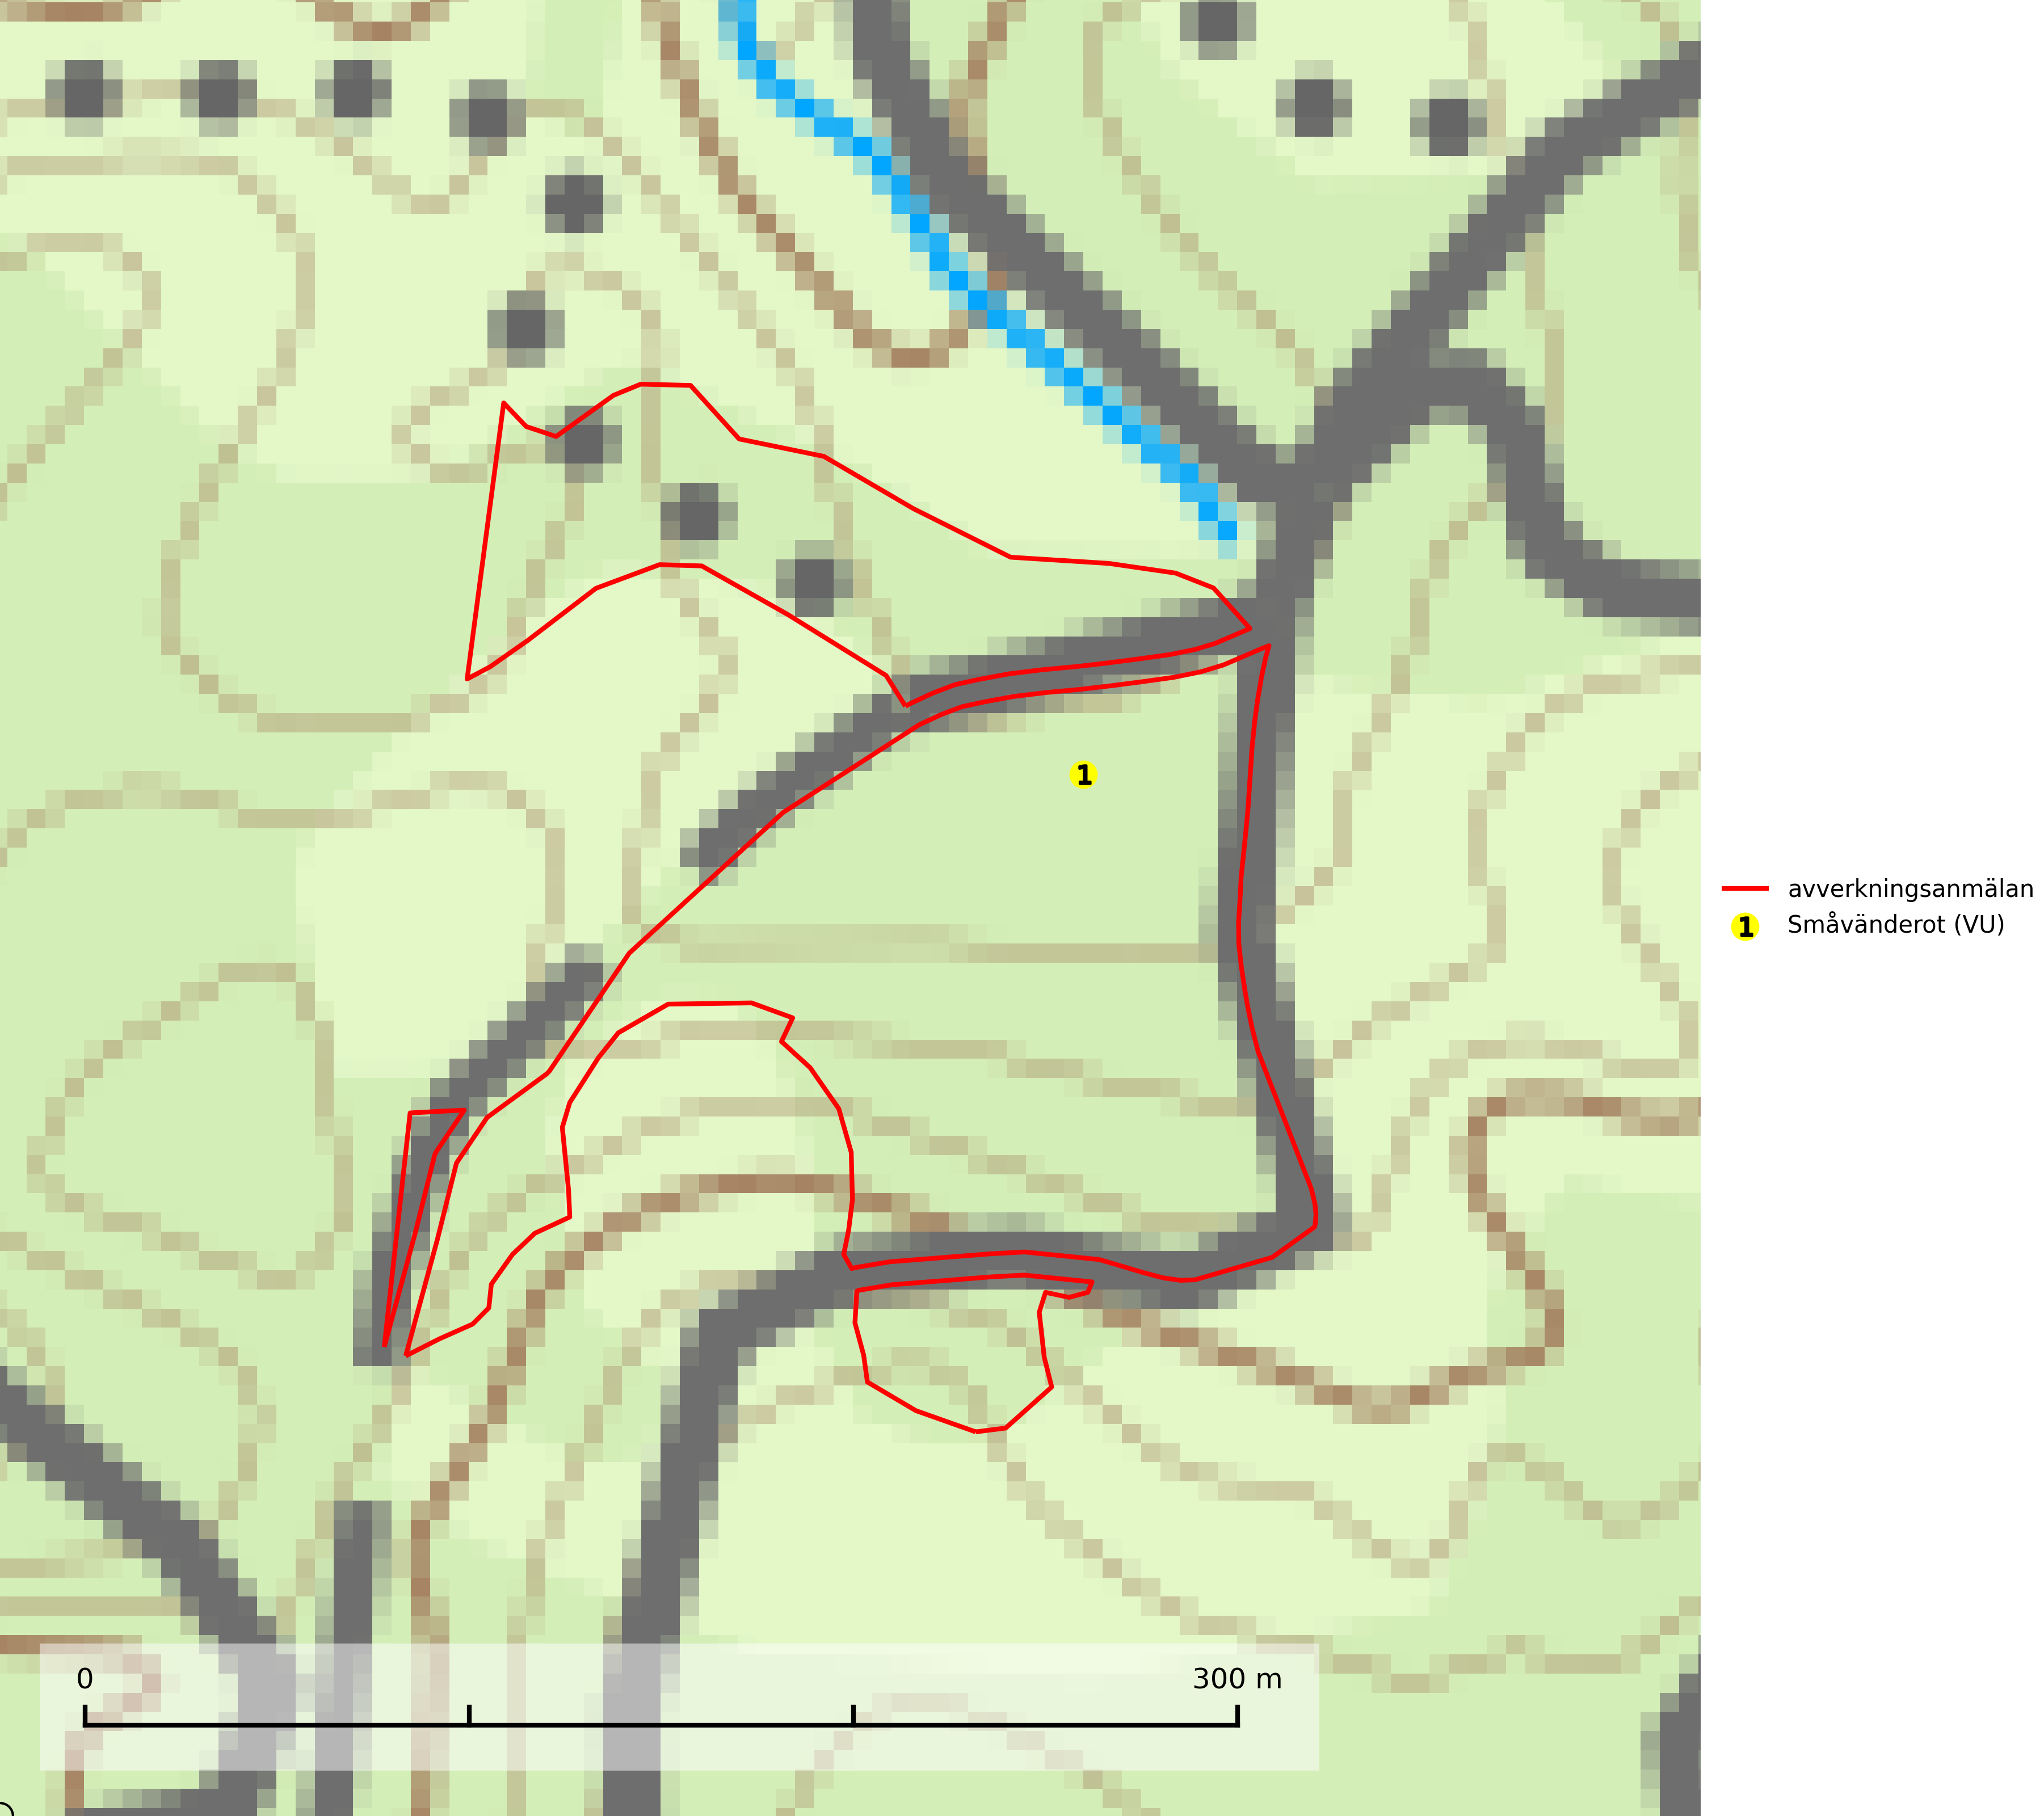 1
avverkningsanmälan
1 Småvänderot (VU)
0 300 m